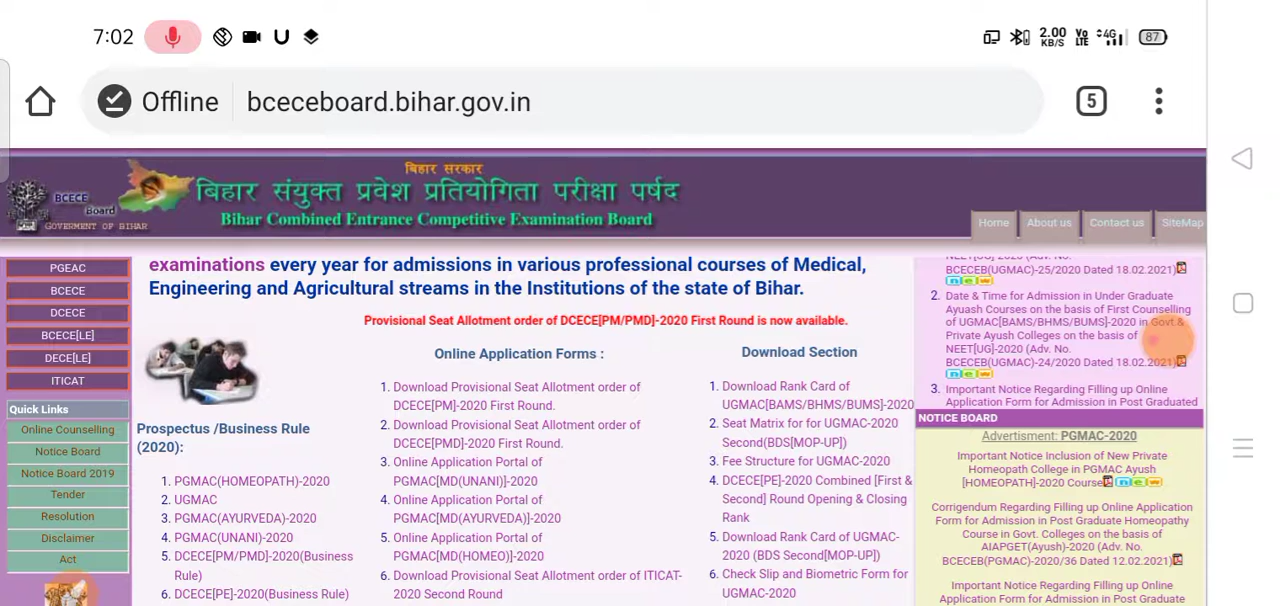 7:02
2.00
KB/S
Vo
LTE
4G
87
Offline
bceceboard.bihar.gov.in
5
बिहार सरकार
बिहार संयुक्त प्रवेश प्रतियोगिता परीक्षा पर्षद
Bihar Combined Entrance Competitive Examination Board
BCECE
Board
GOVERMENT OF BIHAR
Home
About us
Contact us
SiteMap
PGEAC
BCECE
DCECE
BCECE[LE]
DECE[LE]
ITICAT
Quick Links
Online Counselling
Notice Board
Notice Board 2019
Tender
Resolution
Disclaimer
Act
examinations every year for admissions in various professional courses of Medical,
Engineering and Agricultural streams in the Institutions of the state of Bihar.
Provisional Seat Allotment order of DCECE[PM/PMD]-2020 First Round is now available.
Prospectus /Business Rule
(2020):
1. PGMAC(HOMEOPATH)-2020
2. UGMAC
3. PGMAC(AYURVEDA)-2020
4. PGMAC(UNANI)-2020
5. DCECE[PM/PMD]-2020(Business
Rule)
6. DCECE[PE]-2020(Business Rule)
Online Application Forms :
1. Download Provisional Seat Allotment order of
DCECE[PM]-2020 First Round.
2. Download Provisional Seat Allotment order of
DCECE[PMD]-2020 First Round.
3. Online Application Portal of
PGMAC[MD(UNANI)]-2020
4. Online Application Portal of
PGMAC[MD(AYURVEDA)]-2020
5. Online Application Portal of
PGMAC[MD(HOMEO)]-2020
6. Download Provisional Seat Allotment order of ITICAT-
2020 Second Round
Download Section
1. Download Rank Card of
UGMAC[BAMS/BHMS/BUMS]-2020
2. Seat Matrix for for UGMAC-2020
Second(BDS[MOP-UP])
3. Fee Structure for UGMAC-2020
4. DCECE[PE]-2020 Combined [First &
Second] Round Opening & Closing
Rank
5. Download Rank Card of UGMAC-
2020 (BDS Second[MOP-UP])
6. Check Slip and Biometric Form for
UGMAC-2020
NEET[UG]-2020 (Adv. No.
BCECEB(UGMAC)-25/2020 Dated 18.02.2021)
2. Date & Time for Admission in Under Graduate
Ayuash Courses on the basis of First Counselling
of UGMAC[BAMS/BHMS/BUMS]-2020 in Govt &
Private Ayush Colleges on the basis of
NEET[UG]-2020 (Adv. No.
BCECEB(UGMAC)-24/2020 Dated 18.02.2021)
3. Important Notice Regarding Filling up Online
Application Form for Admission in Post Graduated
NOTICE BOARD
Advertisment: PGMAC-2020
Important Notice Inclusion of New Private
Homeopath College in PGMAC Ayush
[HOMEOPATH]-2020 Course
Corrigendum Regarding Filling up Online Application
Form for Admission in Post Graduate Homeopathy
Course in Govt. Colleges on the basis of
AIAPGET(Ayush)-2020 (Adv. No.
BCECEB(PGMAC)-2020/36 Dated 12.02.2021)
Important Notice Regarding Filling up Online
Application Form for Admission in Post Graduate